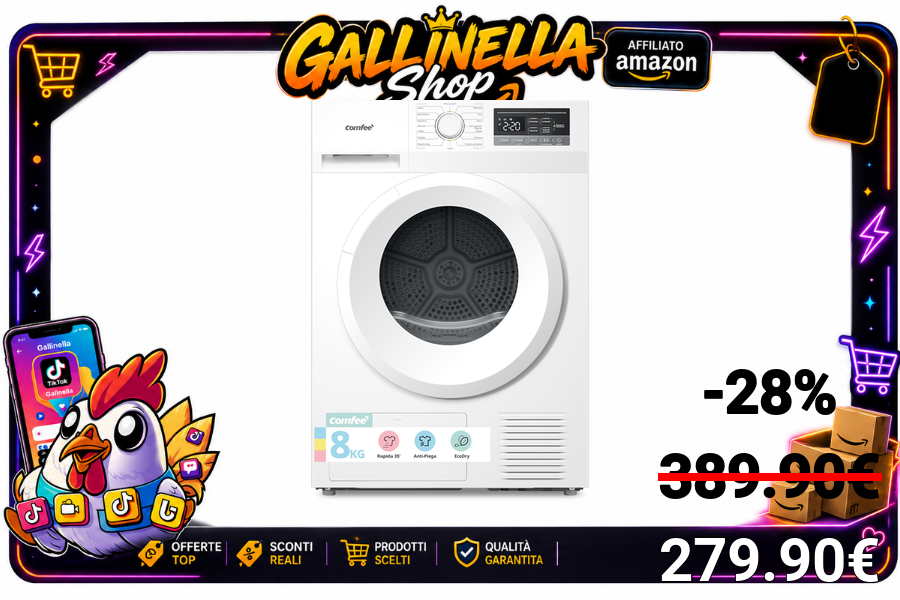 GALLINELLA
Shop
AFFILIATO
amazon
comfee
2:20
Gallinella
TikTok
Gallinella
-28%
389.90€
comfee
8KG
Rapida 35'
Anti-Piega
EcoDry
279.90€
OFFERTE
TOP
SCONTI
REALI
PRODOTTI
SCELTI
QUALITÀ
GARANTITA